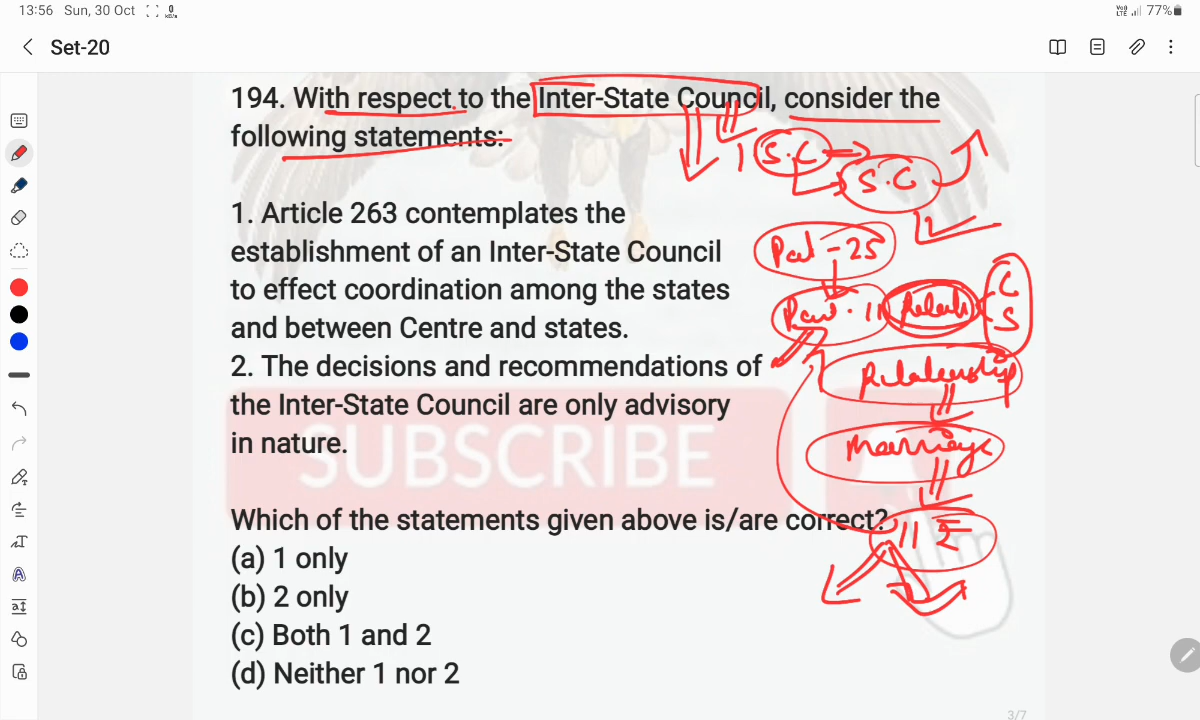 13:56 Sun, 30 Oct
77%
Set-20
194. With respect to the Inter-State Council, consider the
following statements:
S.C
S.C
1. Article 263 contemplates the
establishment of an Inter-State Council
to effect coordination among the states
and between Centre and states.
2. The decisions and recommendations of
the Inter-State Council are only advisory
in nature.
25
11
C
S
Relationship
Marriage
11
SUBSCRIBE
Which of the statements given above is/are correct?
(a) 1 only
(b) 2 only
(c) Both 1 and 2
(d) Neither 1 nor 2
3/7